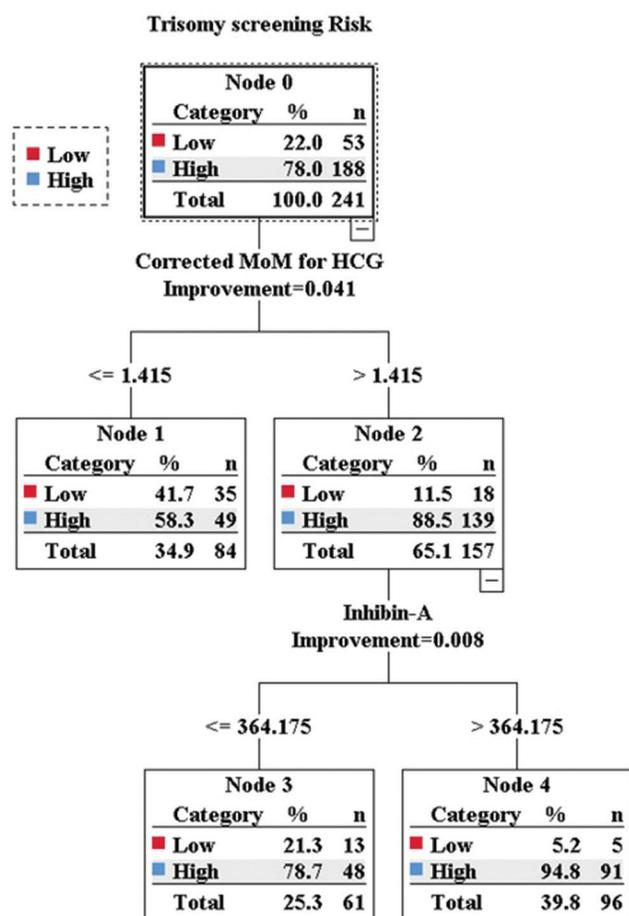 Trisomy screening Risk
Low
High
Node 0
Category % n
Low 22.0 53
High 78.0 188
Total 100.0 241
Corrected MoM for HCG
Improvement=0.041
<= 1.415
> 1.415
Node 1
Category % n
Low 41.7 35
High 58.3 49
Total 34.9 84
Node 2
Category % n
Low 11.5 18
High 88.5 139
Total 65.1 157
Inhibin-A
Improvement=0.008
<= 364.175
> 364.175
Node 3
Category % n
Low 21.3 13
High 78.7 48
Total 25.3 61
Node 4
Category % n
Low 5.2 5
High 94.8 91
Total 39.8 96